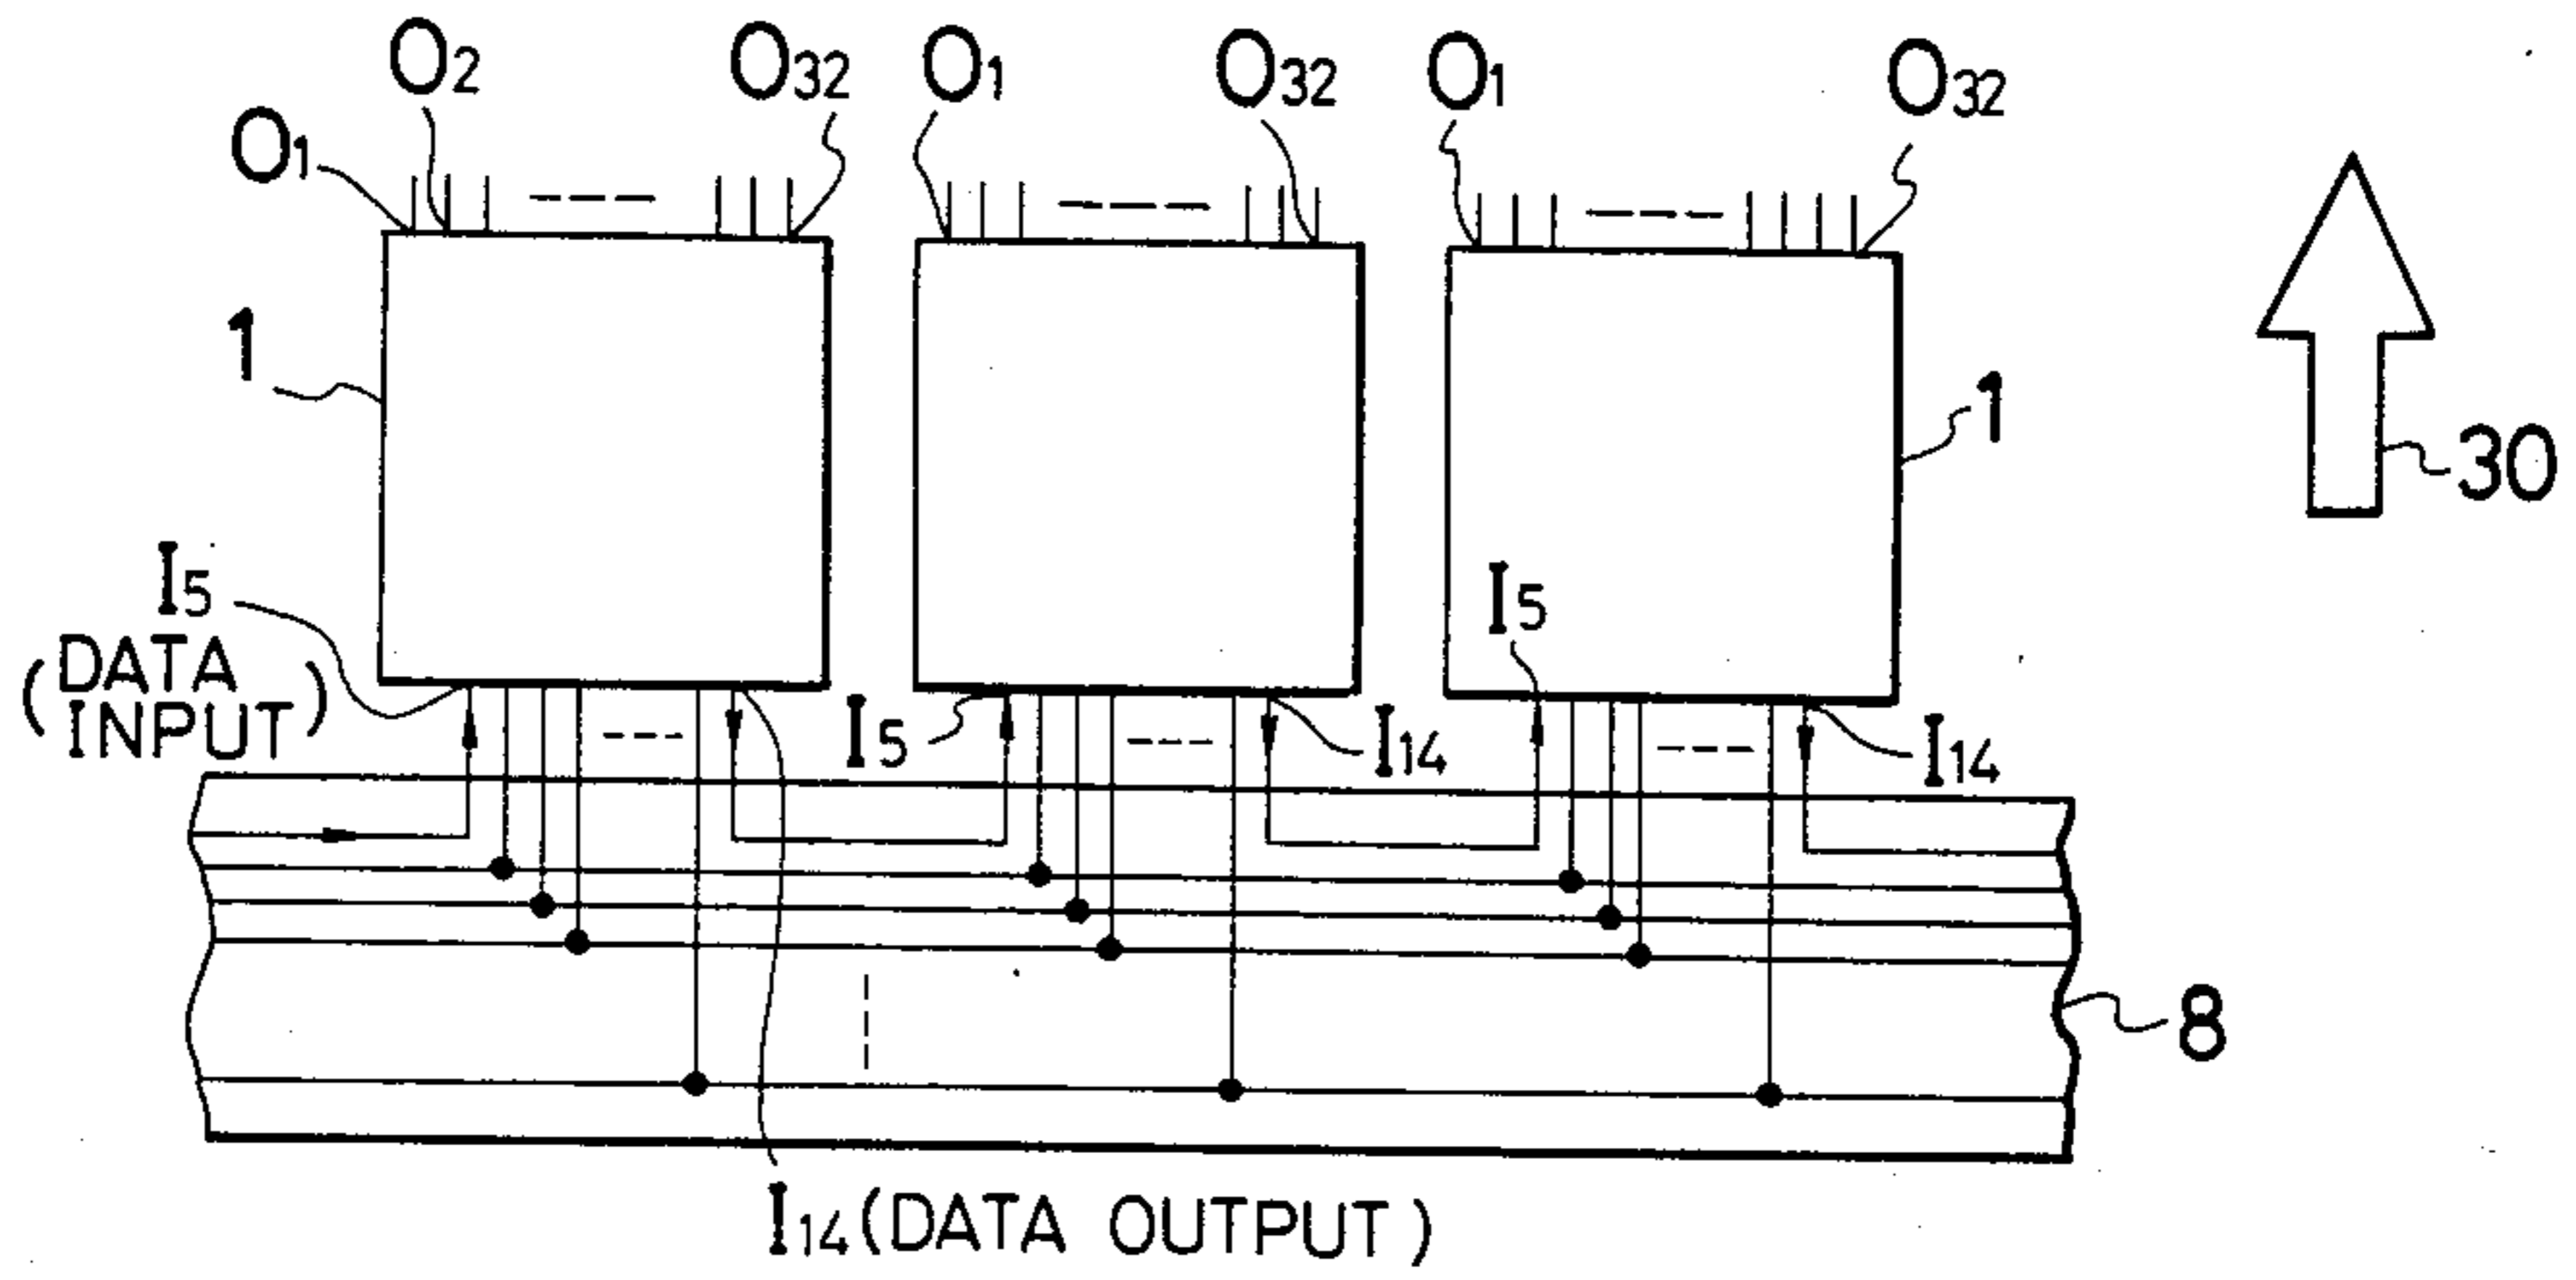 O1 O2 O32 O1 O32 O1 O32
1
1
30
I5
(DATA INPUT)
I5
I14
I5
I14
8
I14 (DATA OUTPUT)